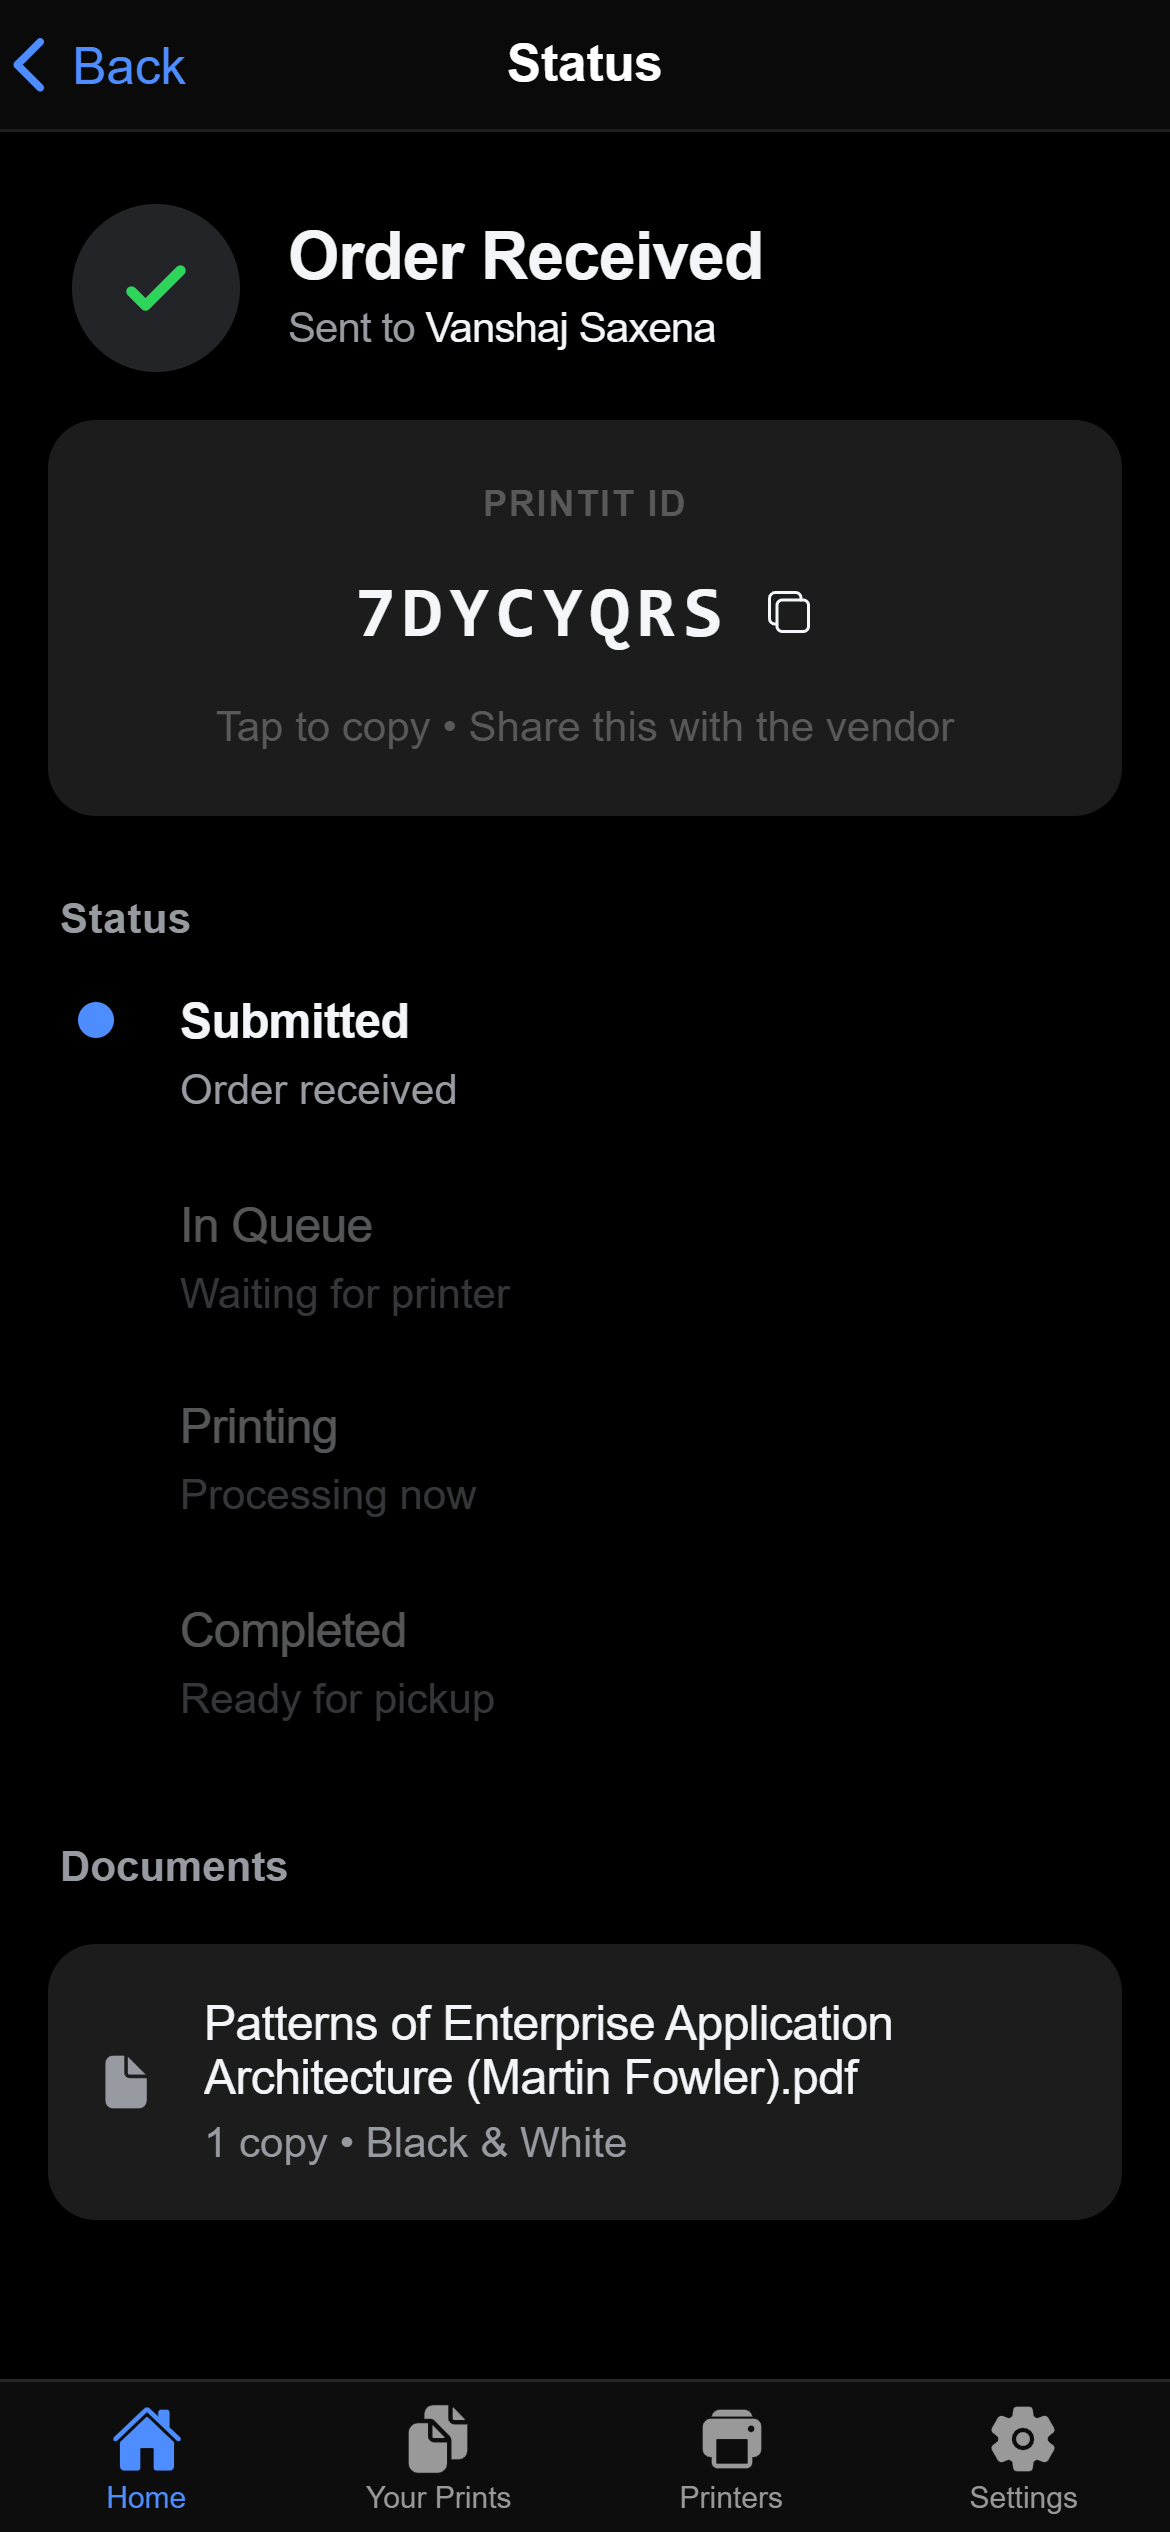 Back
Status
Order Received
Sent to Vanshaj Saxena
PRINTIT ID
7DYCYQRS
Tap to copy • Share this with the vendor
Status
Submitted
Order received
In Queue
Waiting for printer
Printing
Processing now
Completed
Ready for pickup
Documents
Patterns of Enterprise Application
Architecture (Martin Fowler).pdf
1 copy • Black & White
Home
Your Prints
Printers
Settings